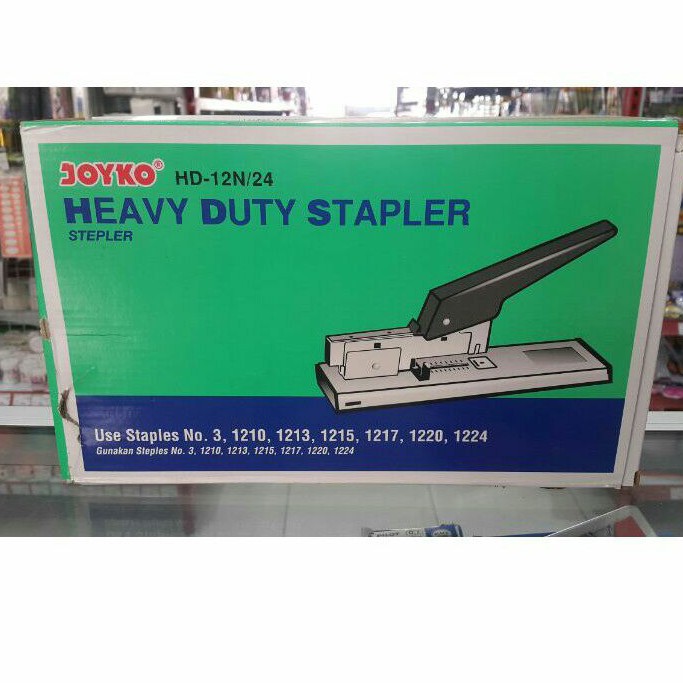 JOYKO® HD-12N/24
HEAVY DUTY STAPLER
STEPLER
Use Staples No. 3, 1210, 1213, 1215, 1217, 1220, 1224
Gunakan Steples No. 3, 1210, 1213, 1215, 1217, 1220, 1224